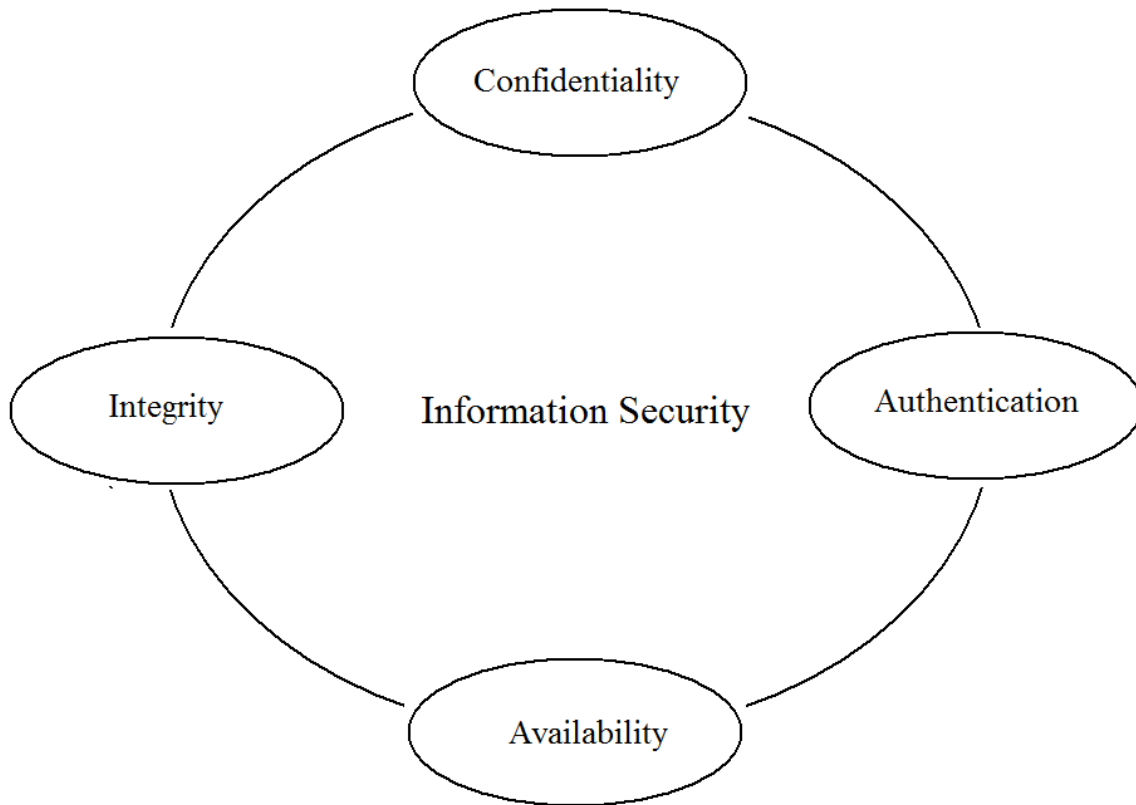 Confidentiality
Integrity
Information Security
Authentication
Availability